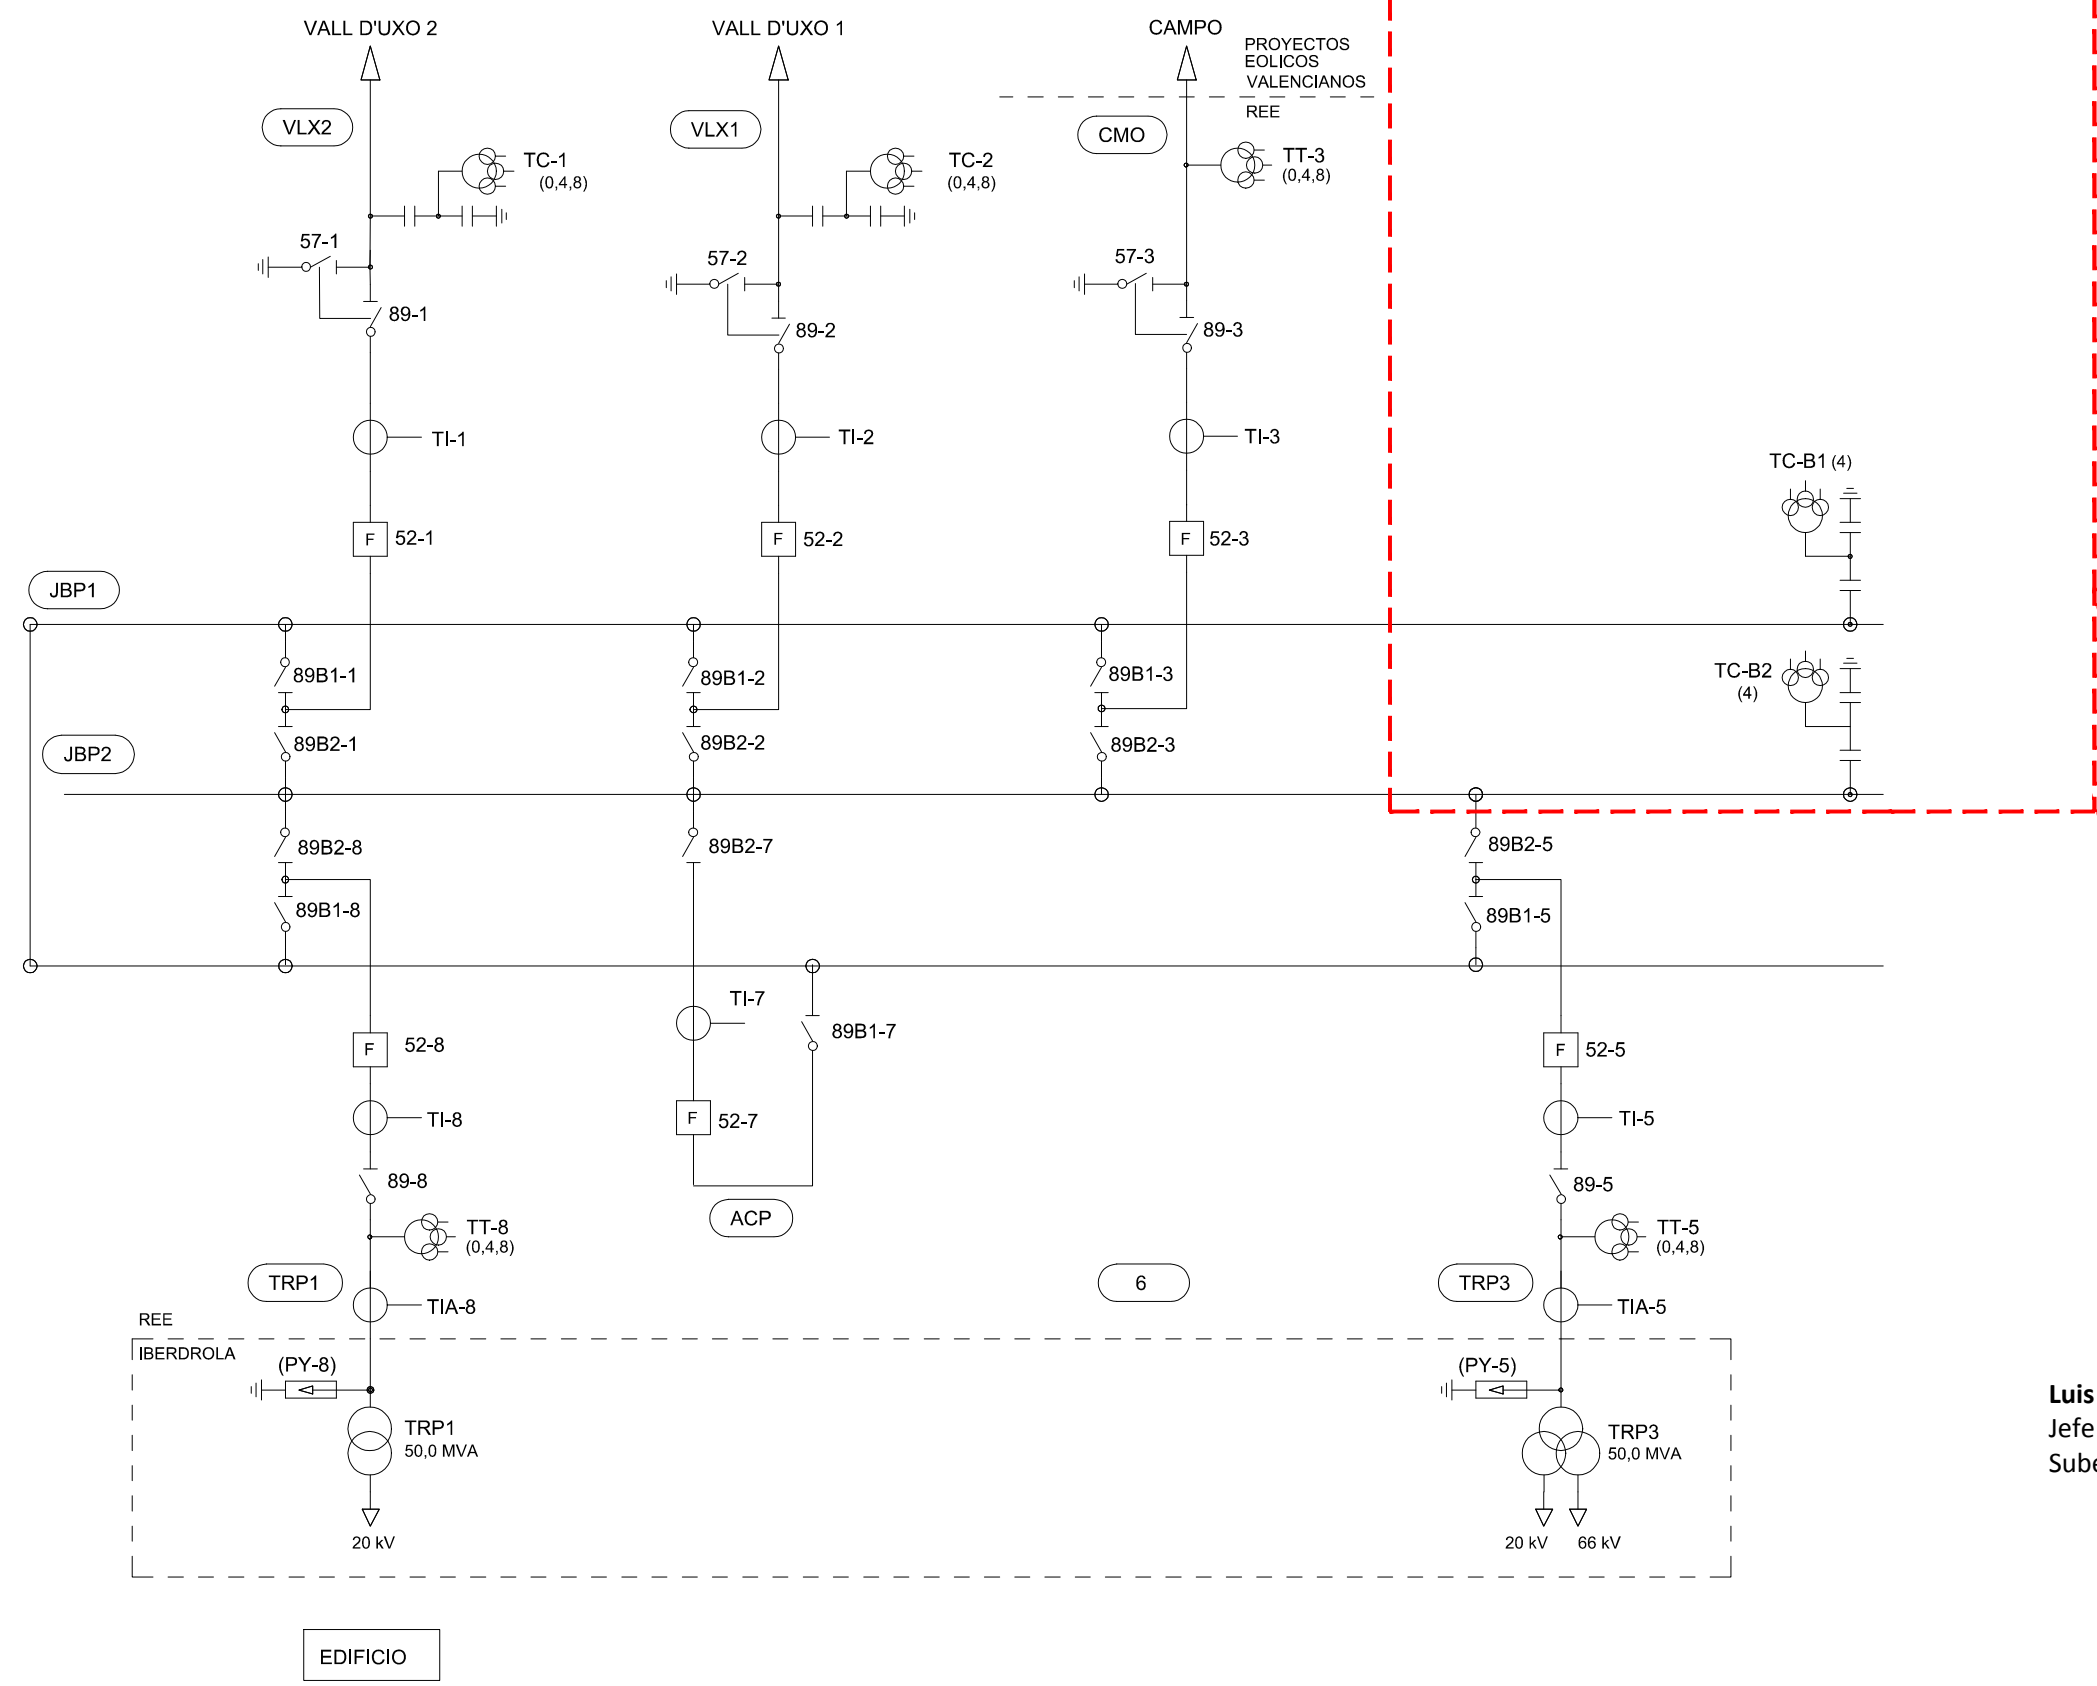 VALL D'UXO 2
VALL D'UXO 1
CAMPO
PROYECTOS
EOLICOS
VALENCIANOS
REE
VLX2
VLX1
CMO
TC-1
(0,4,8)
TC-2
(0,4,8)
TT-3
(0,4,8)
57-1
57-2
57-3
89-1
89-2
89-3
TI-1
TI-2
TI-3
TC-B1 (4)
52-1
F
52-2
F
52-3
F
JBP1
89B1-1
89B1-2
89B1-3
TC-B2
(4)
JBP2
89B2-1
89B2-2
89B2-3
89B2-8
89B2-7
89B2-5
89B1-8
89B1-5
TI-7
89B1-7
F
52-8
F
52-5
F
52-7
TI-8
TI-5
89-8
89-5
ACP
TT-8
(0,4,8)
TT-5
(0,4,8)
TRP1
6
TRP3
TIA-8
TIA-5
REE
IBERDROLA
(PY-8)
(PY-5)
TRP1
50,0 MVA
TRP3
50,0 MVA
20 kV
20 kV
66 kV
Luis
Jefe
Sube
EDIFICIO